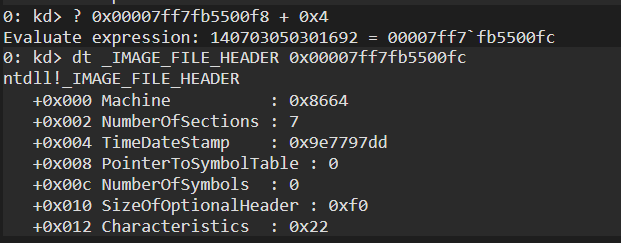 0: kd> ? 0x00007ff7fb5500f8 + 0x4
Evaluate expression: 140703050301692 = 00007ff7`fb5500fc
0: kd> dt _IMAGE_FILE_HEADER 0x00007ff7fb5500fc
ntdll!_IMAGE_FILE_HEADER
   +0x000 Machine          : 0x8664
   +0x002 NumberOfSections : 7
   +0x004 TimeDateStamp    : 0x9e7797dd
   +0x008 PointerToSymbolTable : 0
   +0x00c NumberOfSymbols  : 0
   +0x010 SizeOfOptionalHeader : 0xf0
   +0x012 Characteristics  : 0x22